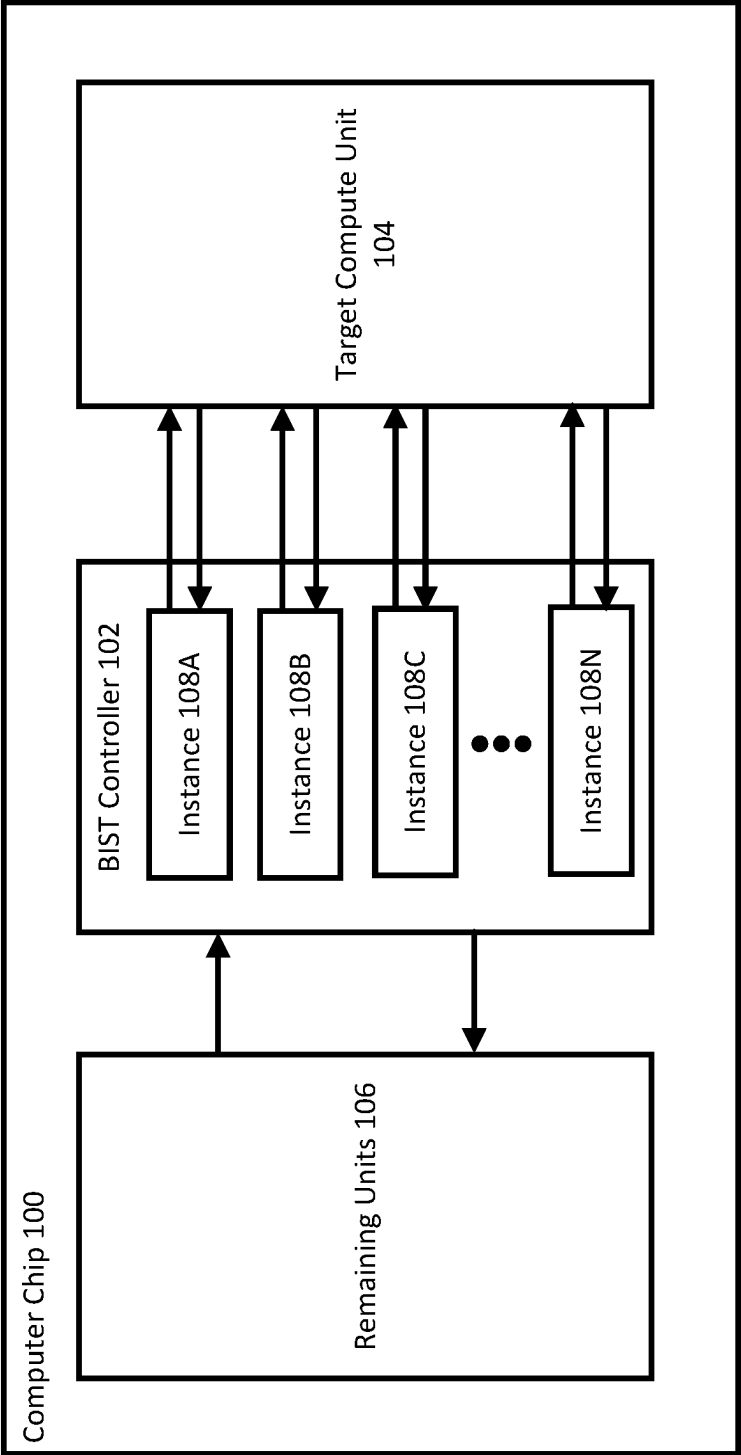 Computer Chip 100
Remaining Units 106
BIST Controller 102
Instance 108A
Instance 108B
Instance 108C
Instance 108N
Target Compute Unit
104